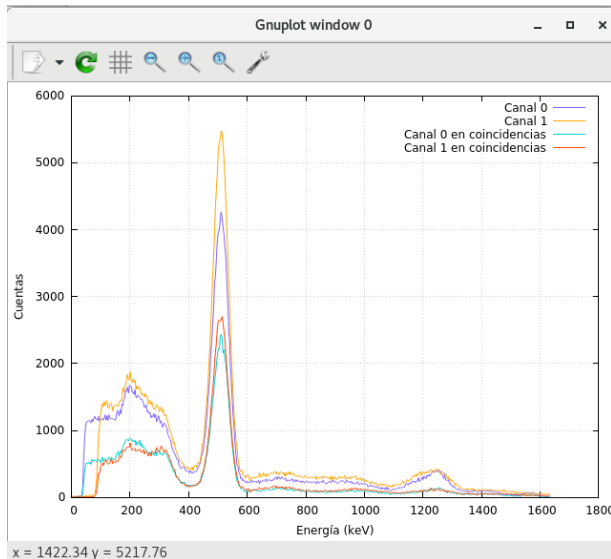 Gnuplot window 0
6000
5000
4000
3000
2000
1000
0
Cuentas
Canal 0
Canal 1
Canal 0 en coincidencias
Canal 1 en coincidencias
0 200 400 600 800 1000 1200 1400 1600 1800
Energía (keV)
x = 1422.34 y = 5217.76